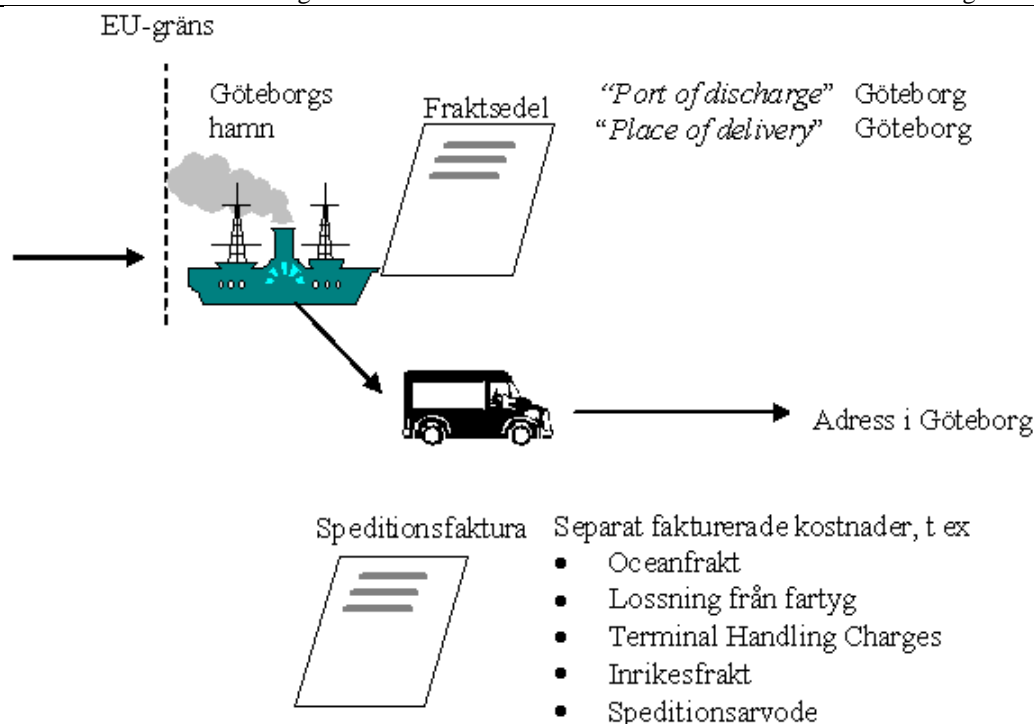 EU-gräns
Göteborgs
hamn
Fraktsedel
“Port of discharge” Göteborg
“Place of delivery” Göteborg
Adress i Göteborg
Speditionsfaktura
Separat fakturerade kostnader, t ex
• Oceanfrakt
• Lossning från fartyg
• Terminal Handling Charges
• Inrikesfrakt
• Speditionsarvode